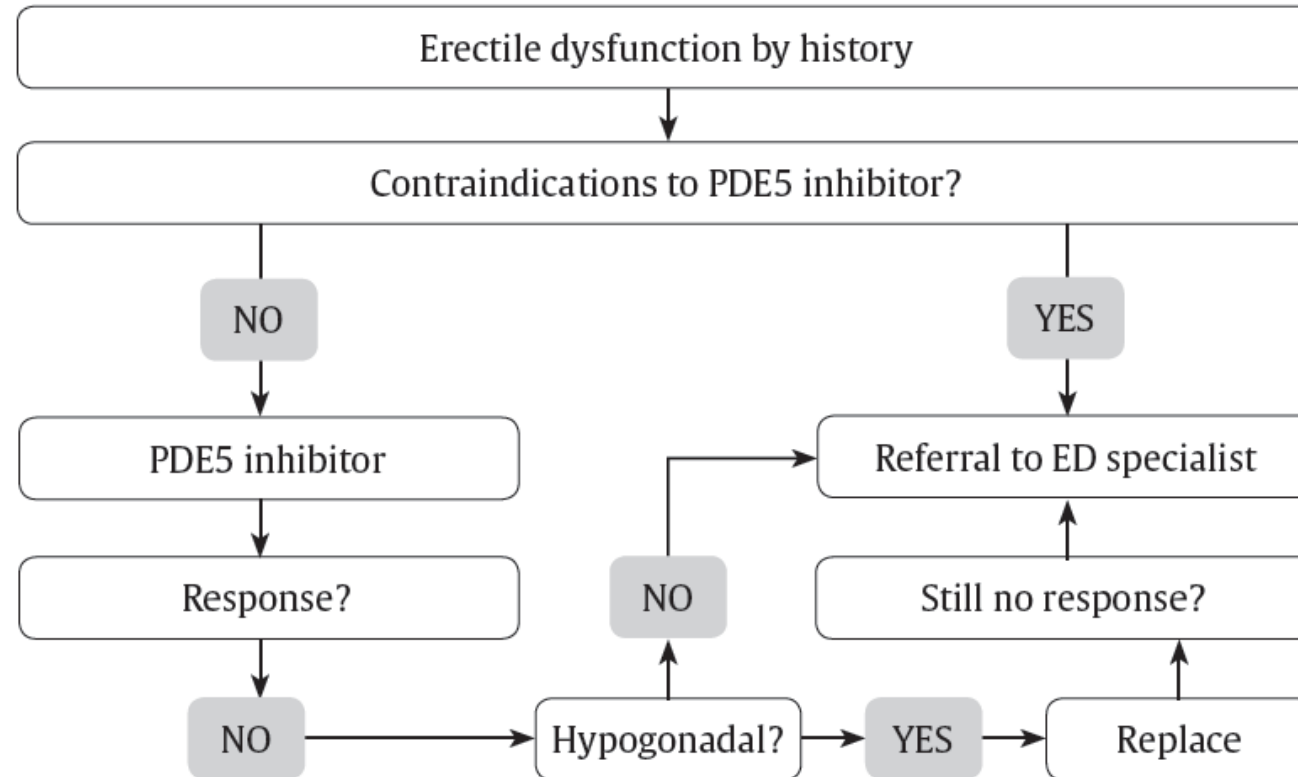 Erectile dysfunction by history
Contraindications to PDE5 inhibitor?
NO
YES
PDE5 inhibitor
Referral to ED specialist
Response?
NO
Still no response?
NO
Hypogonadal?
YES
Replace